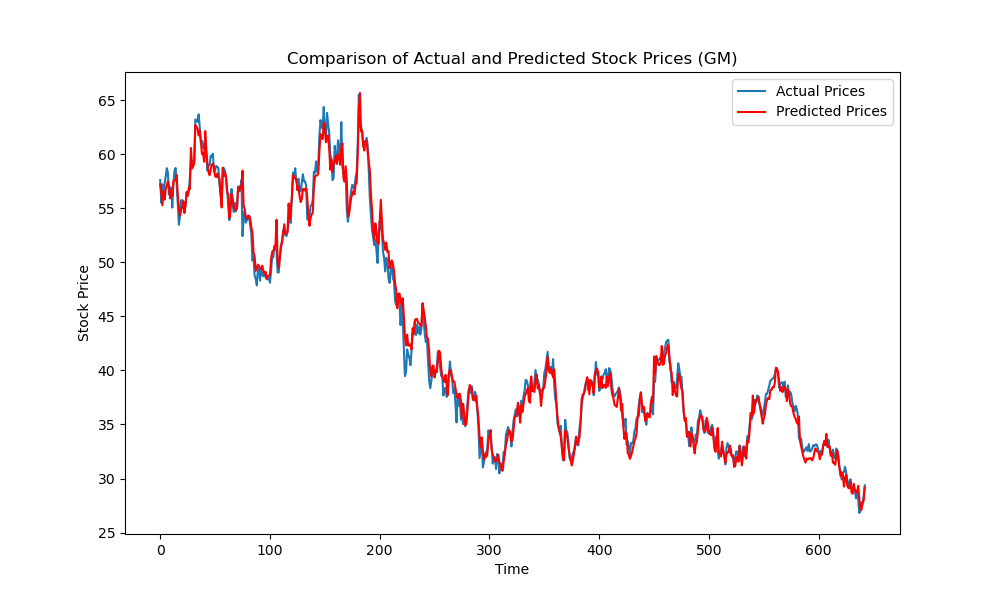 Comparison of Actual and Predicted Stock Prices (GM)
Actual Prices
Predicted Prices
Stock Price
65
60
55
50
45
40
35
30
25
0 100 200 300 400 500 600
Time